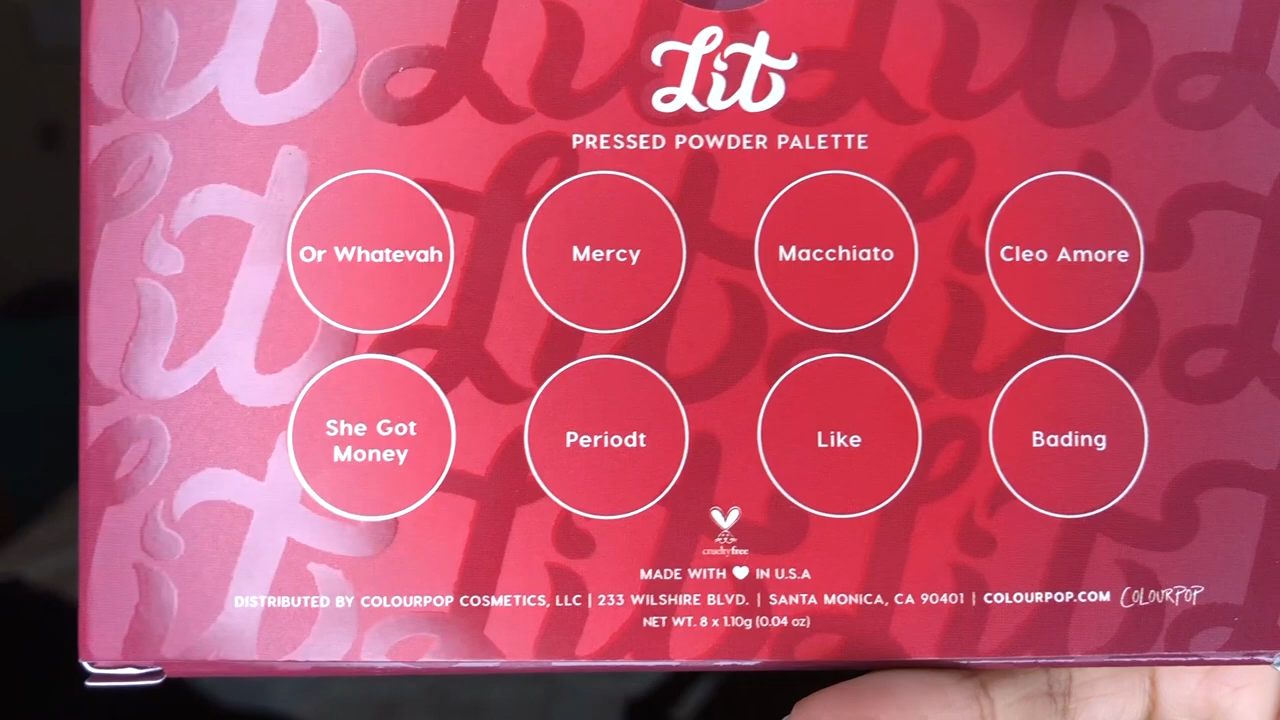 Lit
PRESSED POWDER PALETTE
Or Whatevah
Mercy
Macchiato
Cleo Amore
She Got
Money
Periodt
Like
Bading
crueltyfree
MADE WITH ♥ IN U.S.A
DISTRIBUTED BY COLOURPOP COSMETICS, LLC | 233 WILSHIRE BLVD. | SANTA MONICA, CA 90401 | COLOURPOP.COM COLOURPOP
NET WT. 8 x 1.10g (0.04 oz)